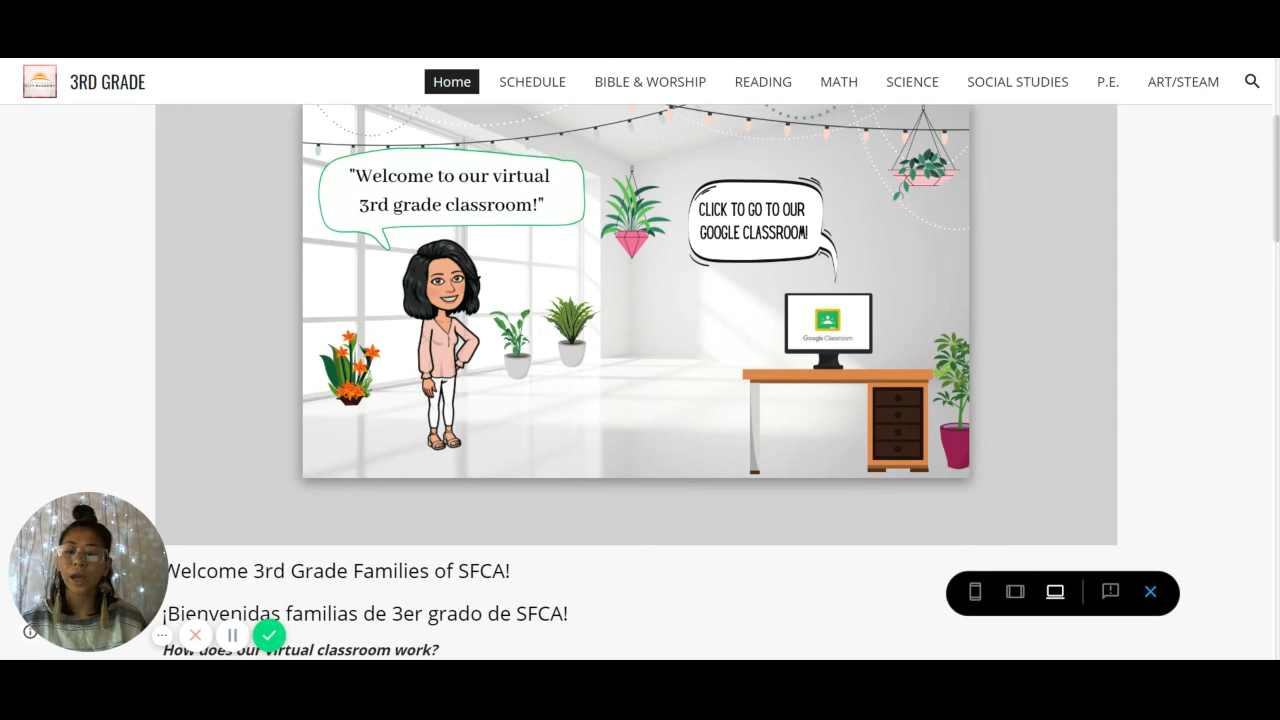 3RD GRADE
Home
SCHEDULE
BIBLE & WORSHIP
READING
MATH
SCIENCE
SOCIAL STUDIES
P.E.
ART/STEAM
CITY ACADEMY
"Welcome to our virtual
3rd grade classroom!"
CLICK TO GO TO OUR
GOOGLE CLASSROOM!
Google Classroom
Welcome 3rd Grade Families of SFCA!
¡Bienvenidas familias de 3er grado de SFCA!
How does our virtual classroom work?